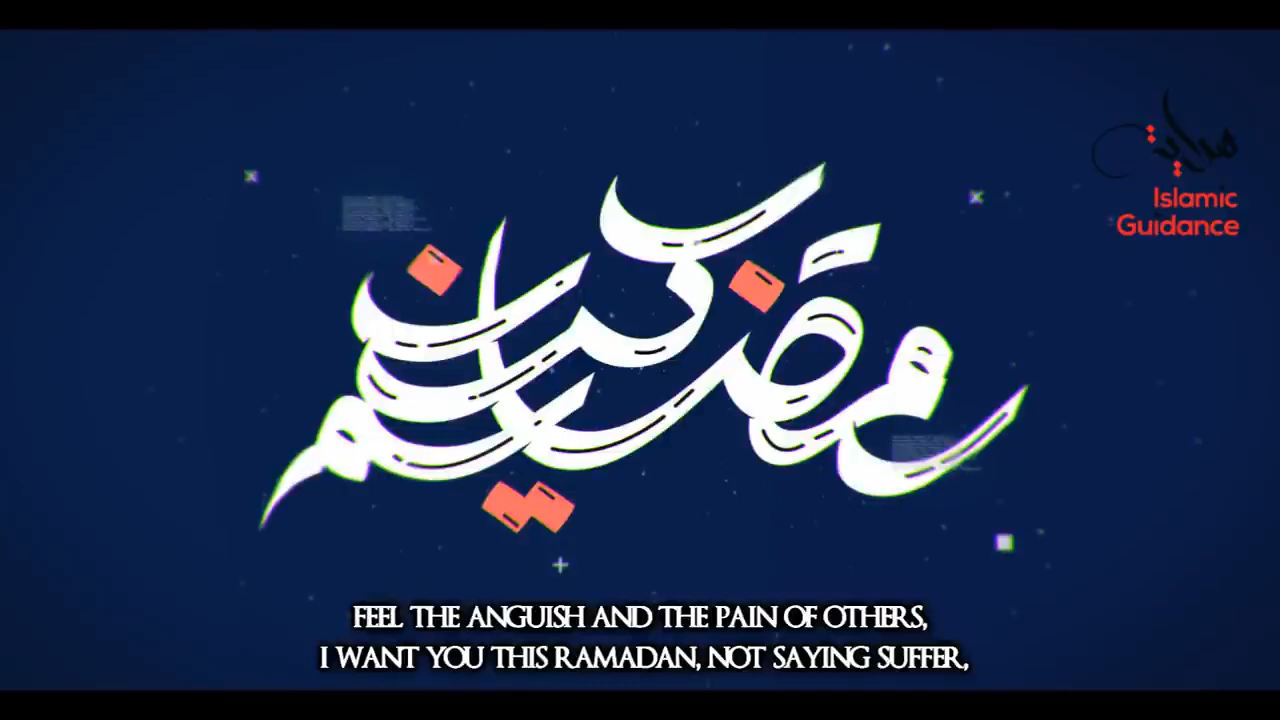 رمضان كريم
هداية
Islamic
Guidance
FEEL THE ANGUISH AND THE PAIN OF OTHERS,
I WANT YOU THIS RAMADAN, NOT SAYING SUFFER,